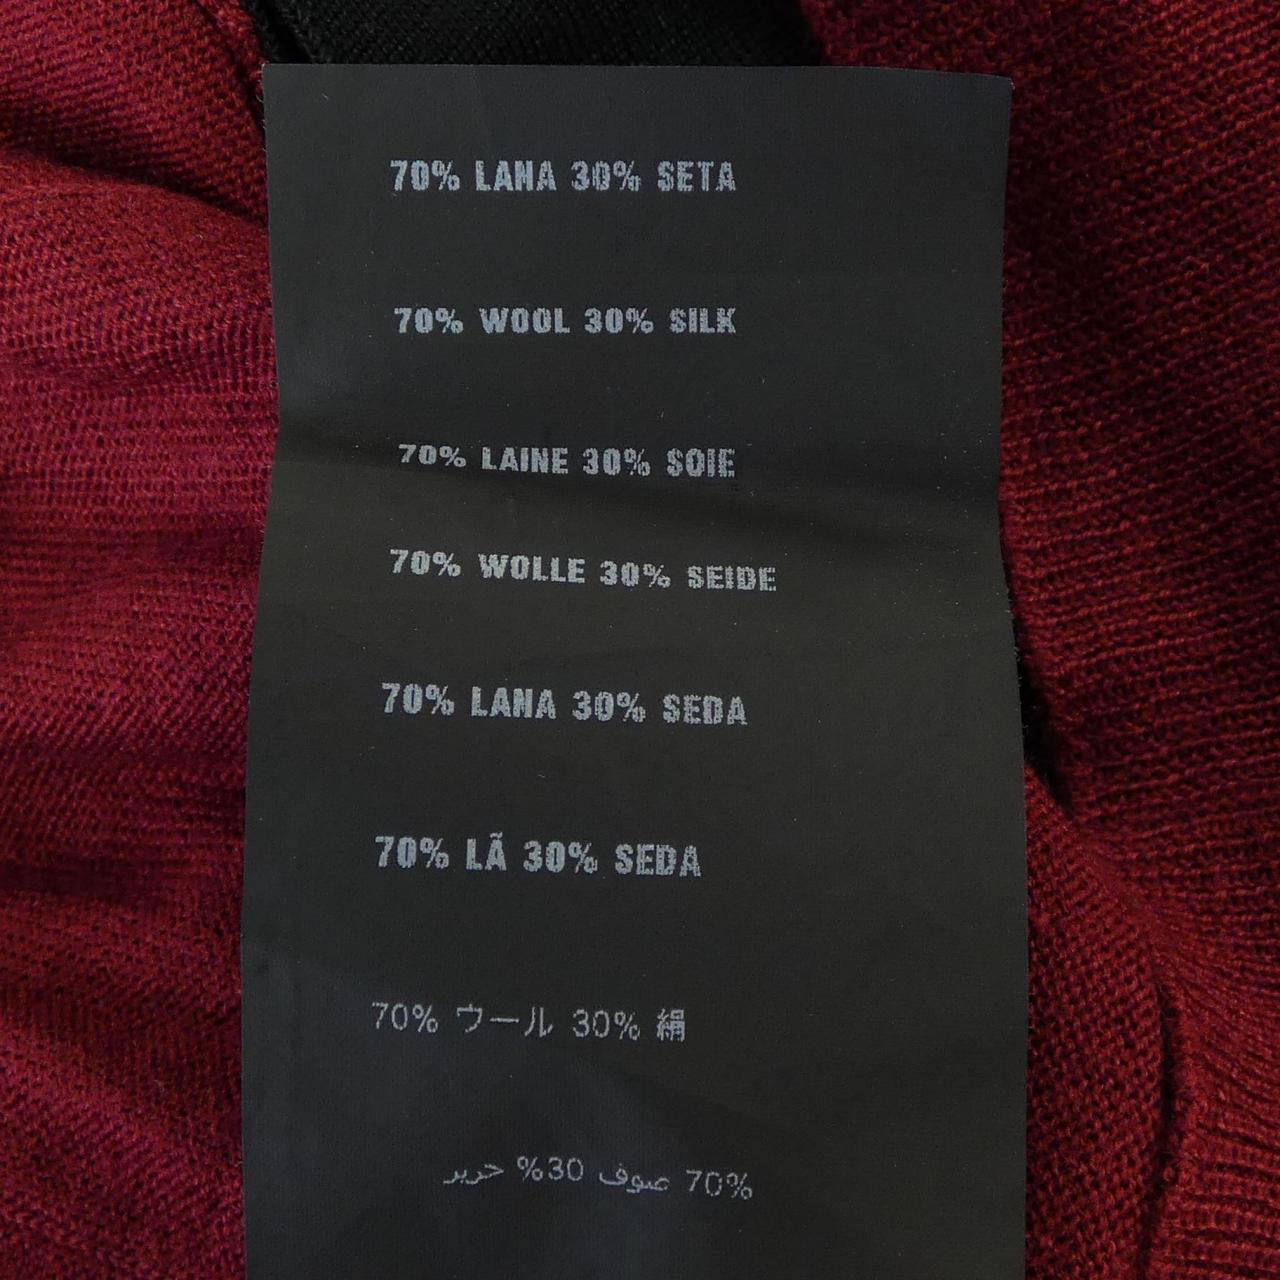 70% LANA 30% SETA
70% WOOL 30% SILK
70% LAINE 30% SOIE
70% WOLLE 30% SEIDE
70% LANA 30% SEDA
70% LÃ 30% SEDA
70% ウール 30% 絹
70% صوف 30% حرير